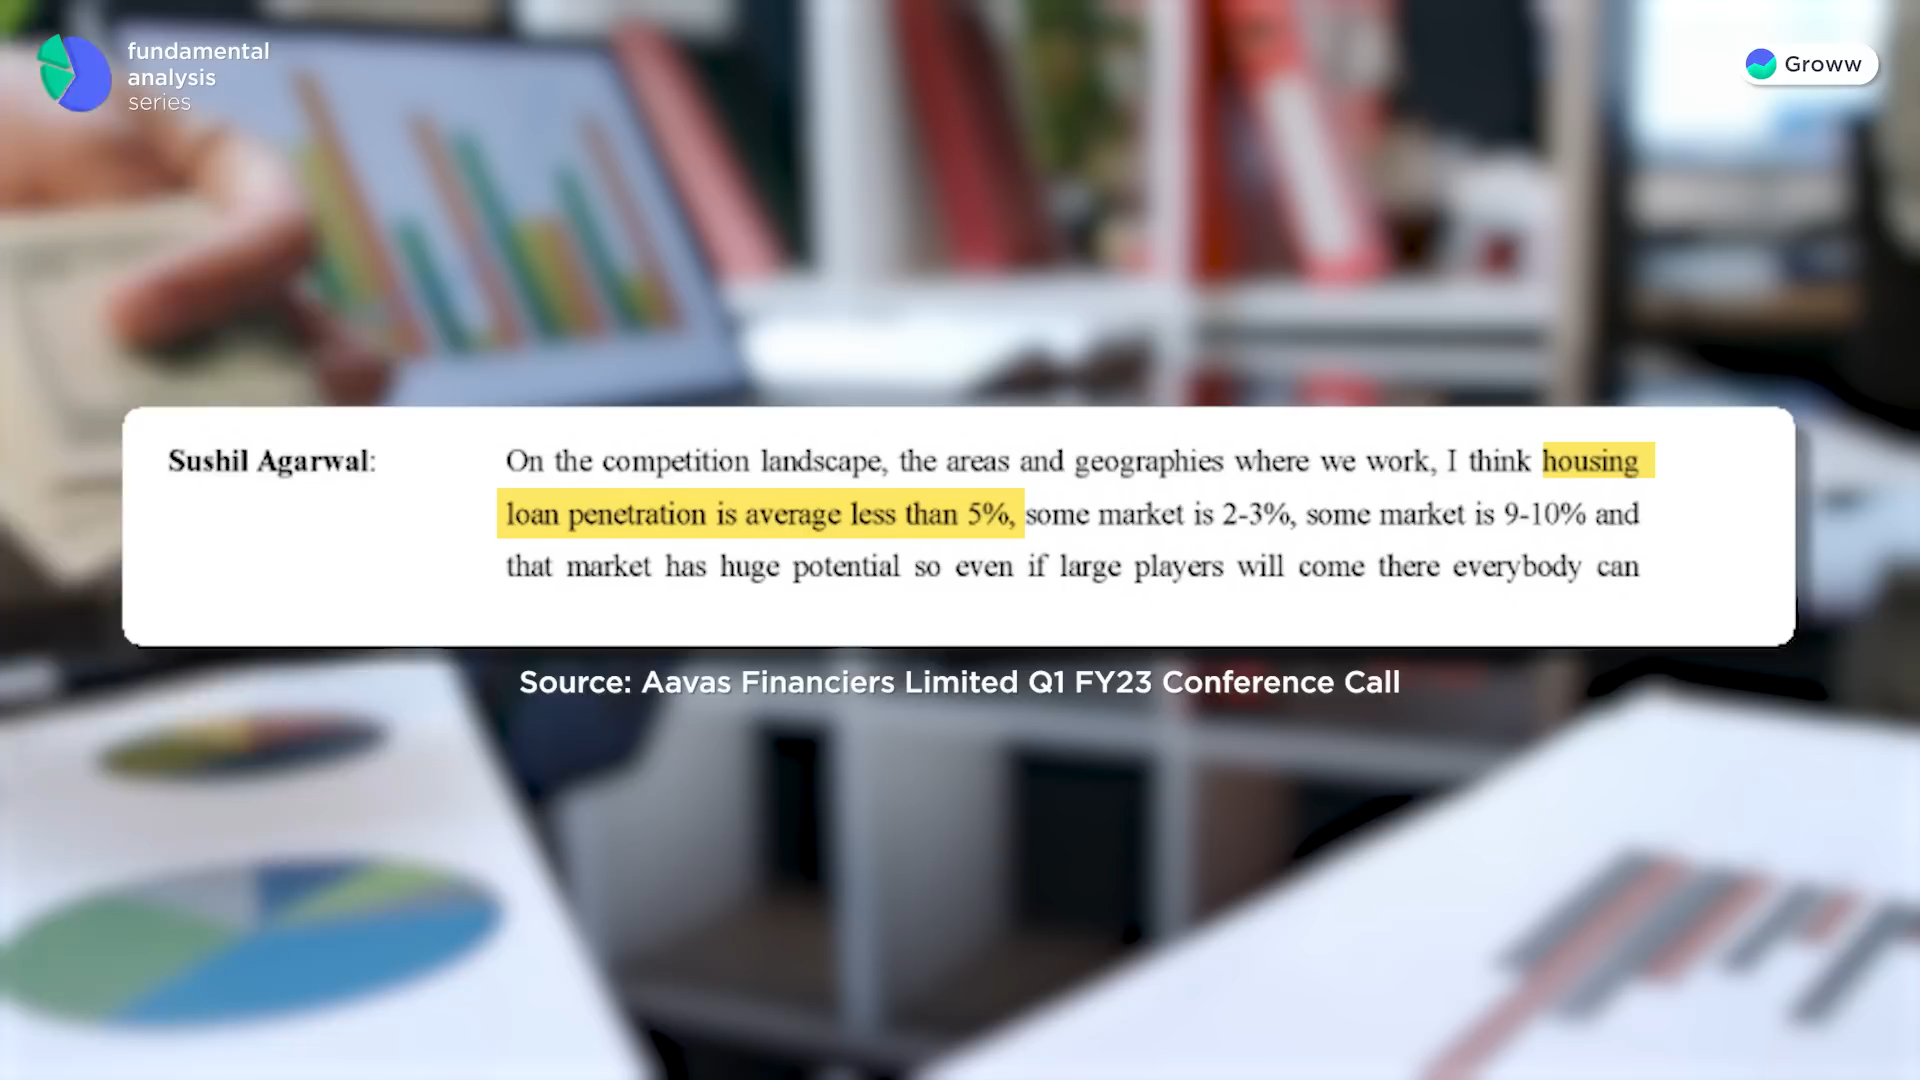 fundamental
analysis
series
Groww
Sushil Agarwal: On the competition landscape, the areas and geographies where we work, I think housing
loan penetration is average less than 5%, some market is 2-3%, some market is 9-10% and
that market has huge potential so even if large players will come there everybody can
Source: Aavas Financiers Limited Q1 FY23 Conference Call